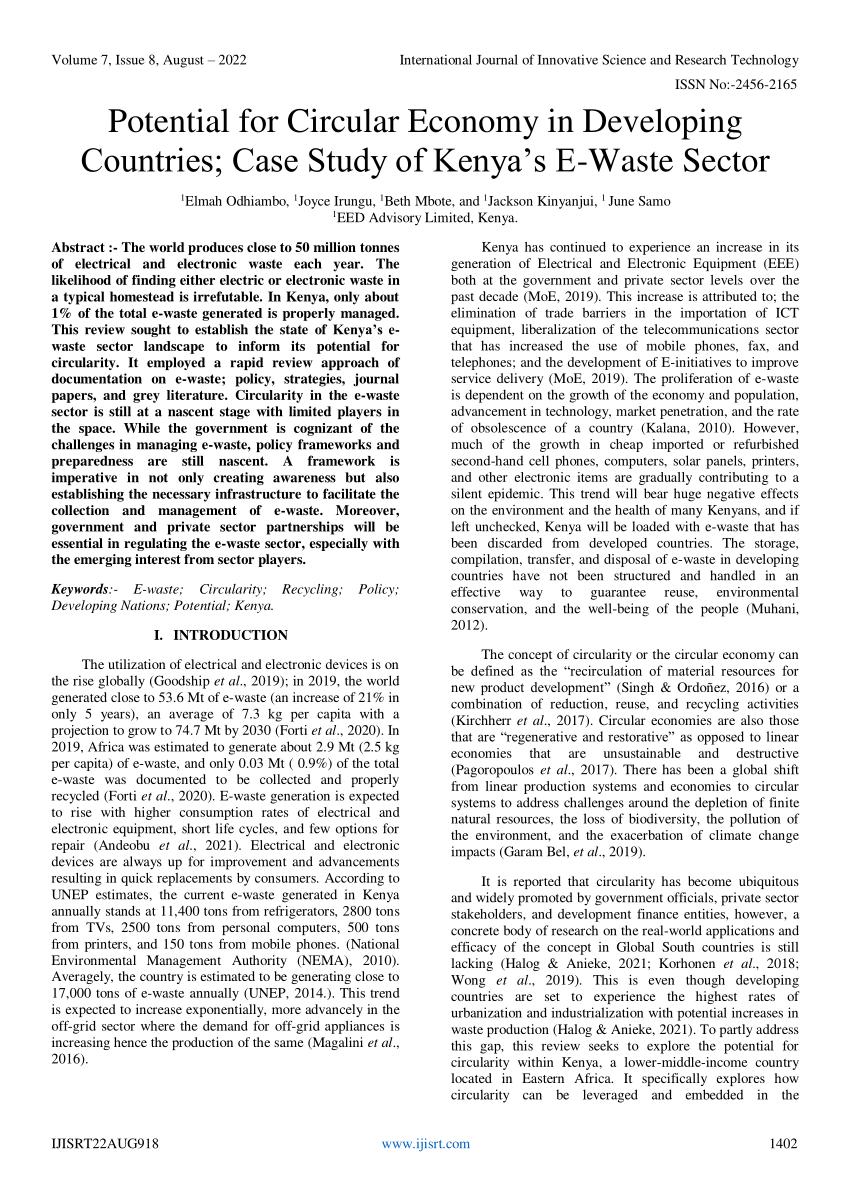 Volume 7, Issue 8, August – 2022
International Journal of Innovative Science and Research Technology
ISSN No:-2456-2165
Potential for Circular Economy in Developing
Countries; Case Study of Kenya's E-Waste Sector
¹Elmah Odhiambo, ¹Joyce Irungu, ¹Beth Mbote, and ¹Jackson Kinyanjui, ¹ June Samo
¹EED Advisory Limited, Kenya.
Abstract :- The world produces close to 50 million tonnes
of electrical and electronic waste each year. The
likelihood of finding either electric or electronic waste in
a typical homestead is irrefutable. In Kenya, only about
1% of the total e-waste generated is properly managed.
This review sought to establish the state of Kenya's e-
waste sector landscape to inform its potential for
circularity. It employed a rapid review approach of
documentation on e-waste; policy, strategies, journal
papers, and grey literature. Circularity in the e-waste
sector is still at a nascent stage with limited players in
the space. While the government is cognizant of the
challenges in managing e-waste, policy frameworks and
preparedness are still nascent. A framework is
imperative in not only creating awareness but also
establishing the necessary infrastructure to facilitate the
collection and management of e-waste. Moreover,
government and private sector partnerships will be
essential in regulating the e-waste sector, especially with
the emerging interest from sector players.
Keywords:- E-waste; Circularity; Recycling; Policy;
Developing Nations; Potential; Kenya.
I. INTRODUCTION
The utilization of electrical and electronic devices is on
the rise globally (Goodship et al., 2019); in 2019, the world
generated close to 53.6 Mt of e-waste (an increase of 21% in
only 5 years), an average of 7.3 kg per capita with a
projection to grow to 74.7 Mt by 2030 (Forti et al., 2020). In
2019, Africa was estimated to generate about 2.9 Mt (2.5 kg
per capita) of e-waste, and only 0.03 Mt ( 0.9%) of the total
e-waste was documented to be collected and properly
recycled (Forti et al., 2020). E-waste generation is expected
to rise with higher consumption rates of electrical and
electronic equipment, short life cycles, and few options for
repair (Andeobu et al., 2021). Electrical and electronic
devices are always up for improvement and advancements
resulting in quick replacements by consumers. According to
UNEP estimates, the current e-waste generated in Kenya
annually stands at 11,400 tons from refrigerators, 2800 tons
from TVs, 2500 tons from personal computers, 500 tons
from printers, and 150 tons from mobile phones. (National
Environmental Management Authority (NEMA), 2010).
Averagely, the country is estimated to be generating close to
17,000 tons of e-waste annually (UNEP, 2014.). This trend
is expected to increase exponentially, more advancely in the
off-grid sector where the demand for off-grid appliances is
increasing hence the production of the same (Magalini et al.,
2016).
Kenya has continued to experience an increase in its
generation of Electrical and Electronic Equipment (EEE)
both at the government and private sector levels over the
past decade (MoE, 2019). This increase is attributed to; the
elimination of trade barriers in the importation of ICT
equipment, liberalization of the telecommunications sector
that has increased the use of mobile phones, fax, and
telephones; and the development of E-initiatives to improve
service delivery (MoE, 2019). The proliferation of e-waste
is dependent on the growth of the economy and population,
advancement in technology, market penetration, and the rate
of obsolescence of a country (Kalana, 2010). However,
much of the growth in cheap imported or refurbished
second-hand cell phones, computers, solar panels, printers,
and other electronic items are gradually contributing to a
silent epidemic. This trend will bear huge negative effects
on the environment and the health of many Kenyans, and if
left unchecked, Kenya will be loaded with e-waste that has
been discarded from developed countries. The storage,
compilation, transfer, and disposal of e-waste in developing
countries have not been structured and handled in an
effective way to guarantee reuse, environmental
conservation, and the well-being of the people (Muhani,
2012).
The concept of circularity or the circular economy can
be defined as the “recirculation of material resources for
new product development” (Singh & Ordoñez, 2016) or a
combination of reduction, reuse, and recycling activities
(Kirchherr et al., 2017). Circular economies are also those
that are “regenerative and restorative” as opposed to linear
economies that are unsustainable and destructive
(Pagoropoulos et al., 2017). There has been a global shift
from linear production systems and economies to circular
systems to address challenges around the depletion of finite
natural resources, the loss of biodiversity, the pollution of
the environment, and the exacerbation of climate change
impacts (Garam Bel, et al., 2019).
It is reported that circularity has become ubiquitous
and widely promoted by government officials, private sector
stakeholders, and development finance entities, however, a
concrete body of research on the real-world applications and
efficacy of the concept in Global South countries is still
lacking (Halog & Anieke, 2021; Korhonen et al., 2018;
Wong et al., 2019). This is even though developing
countries are set to experience the highest rates of
urbanization and industrialization with potential increases in
waste production (Halog & Anieke, 2021). To partly address
this gap, this review seeks to explore the potential for
circularity within Kenya, a lower-middle-income country
located in Eastern Africa. It specifically explores how
circularity can be leveraged and embedded in the
IJISRT22AUG918
www.ijisrt.com
1402